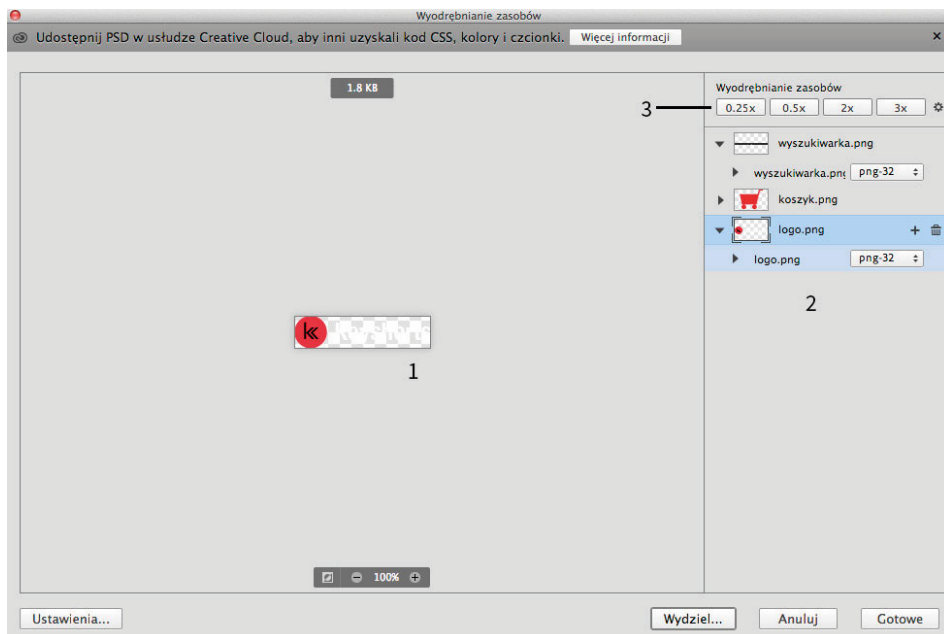 Wyodrębnianie zasobów
Udostępnij PSD w usłudze Creative Cloud, aby inni uzyskali kod CSS, kolory i czcionki. Więcej informacji ×
1.8 KB
Wyodrębnianie zasobów
3
0.25x 0.5x 2x 3x
wyszukiwarka.png
wyszukiwarka.pn png-32
koszyk.png
logo.png +
logo.png png-32
2
k
1
100%
Ustawienia... Wydziel... Anuluj Gotowe